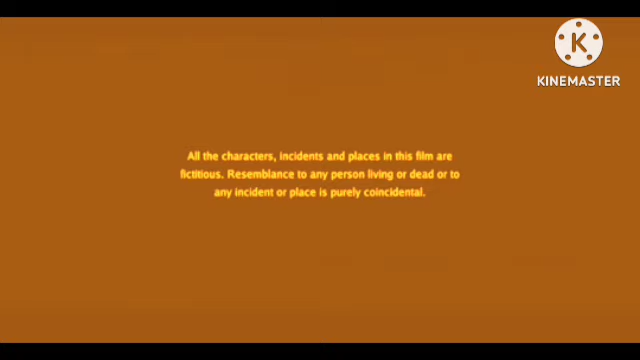 KINEMASTER
All the characters, incidents and places in this film are
fictitious. Resemblance to any person living or dead or to
any incident or place is purely coincidental.